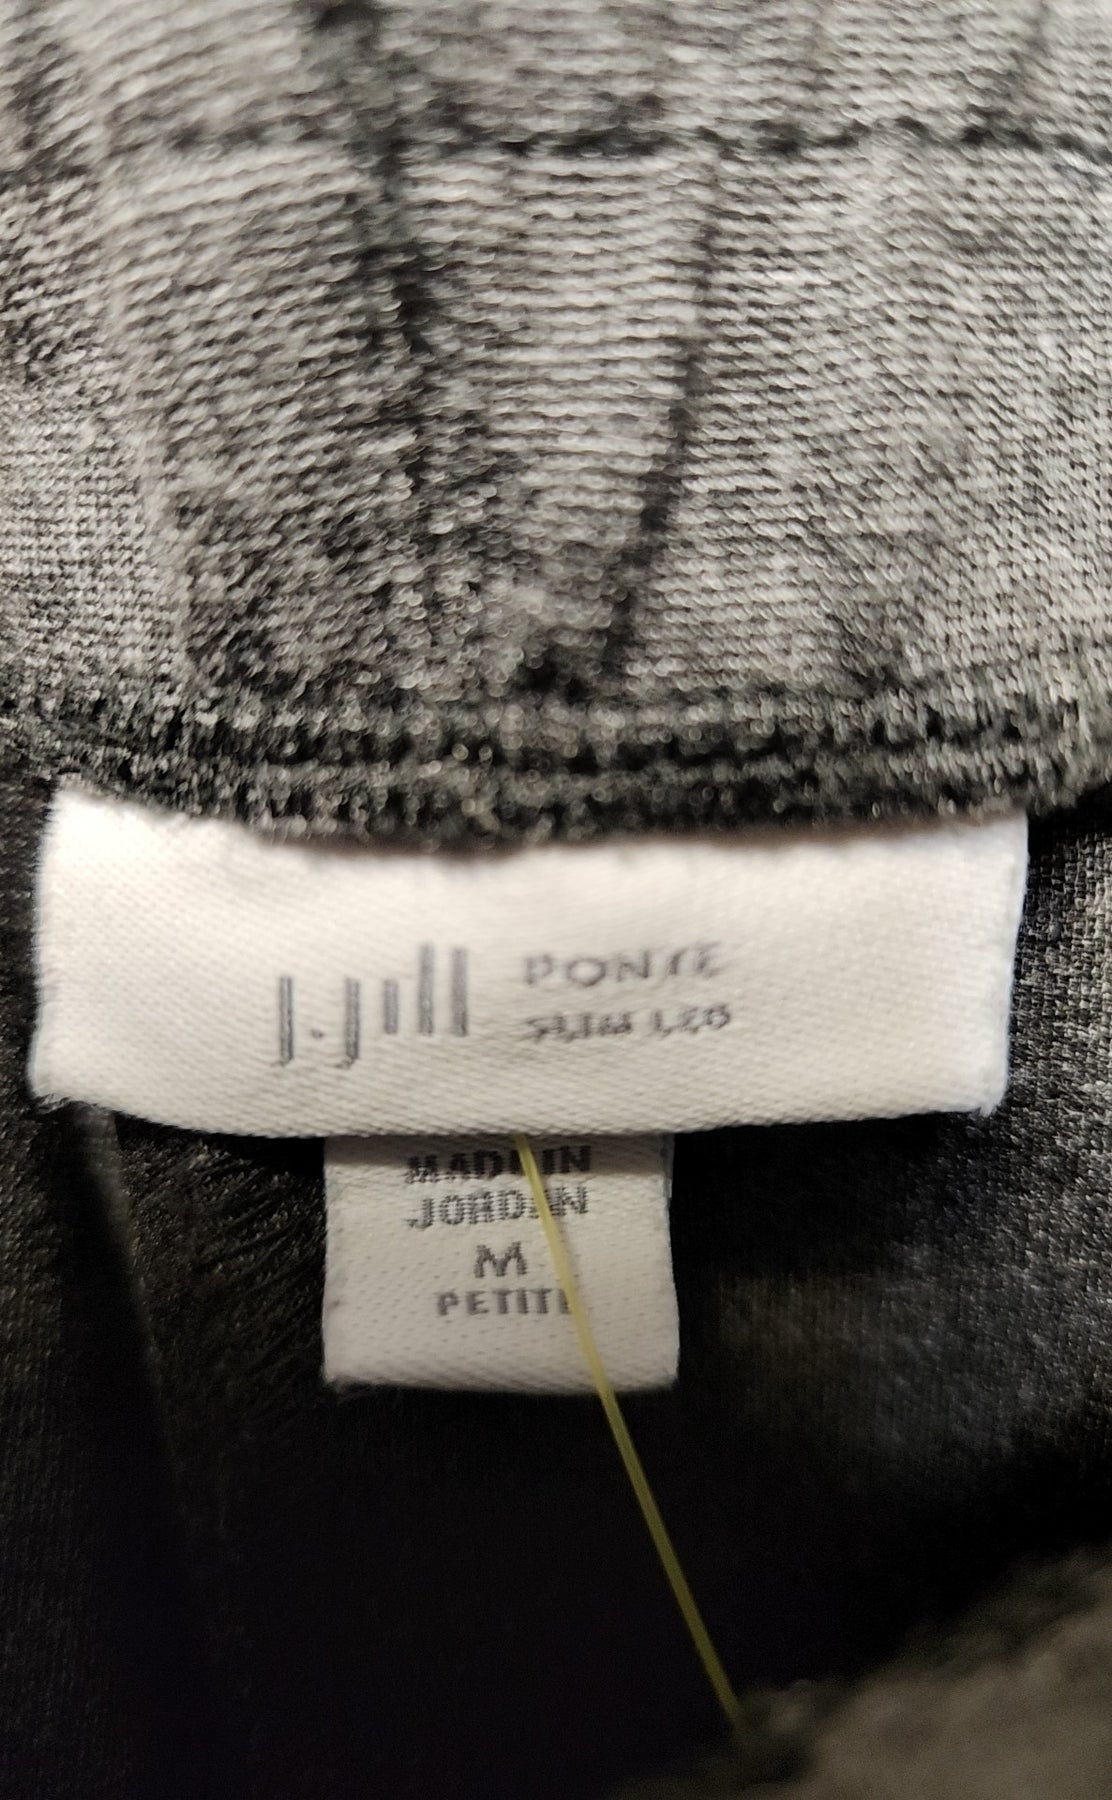 J.Jill
PONTE
SLIM LEG
MADE IN
JORDAN
M
PETITE